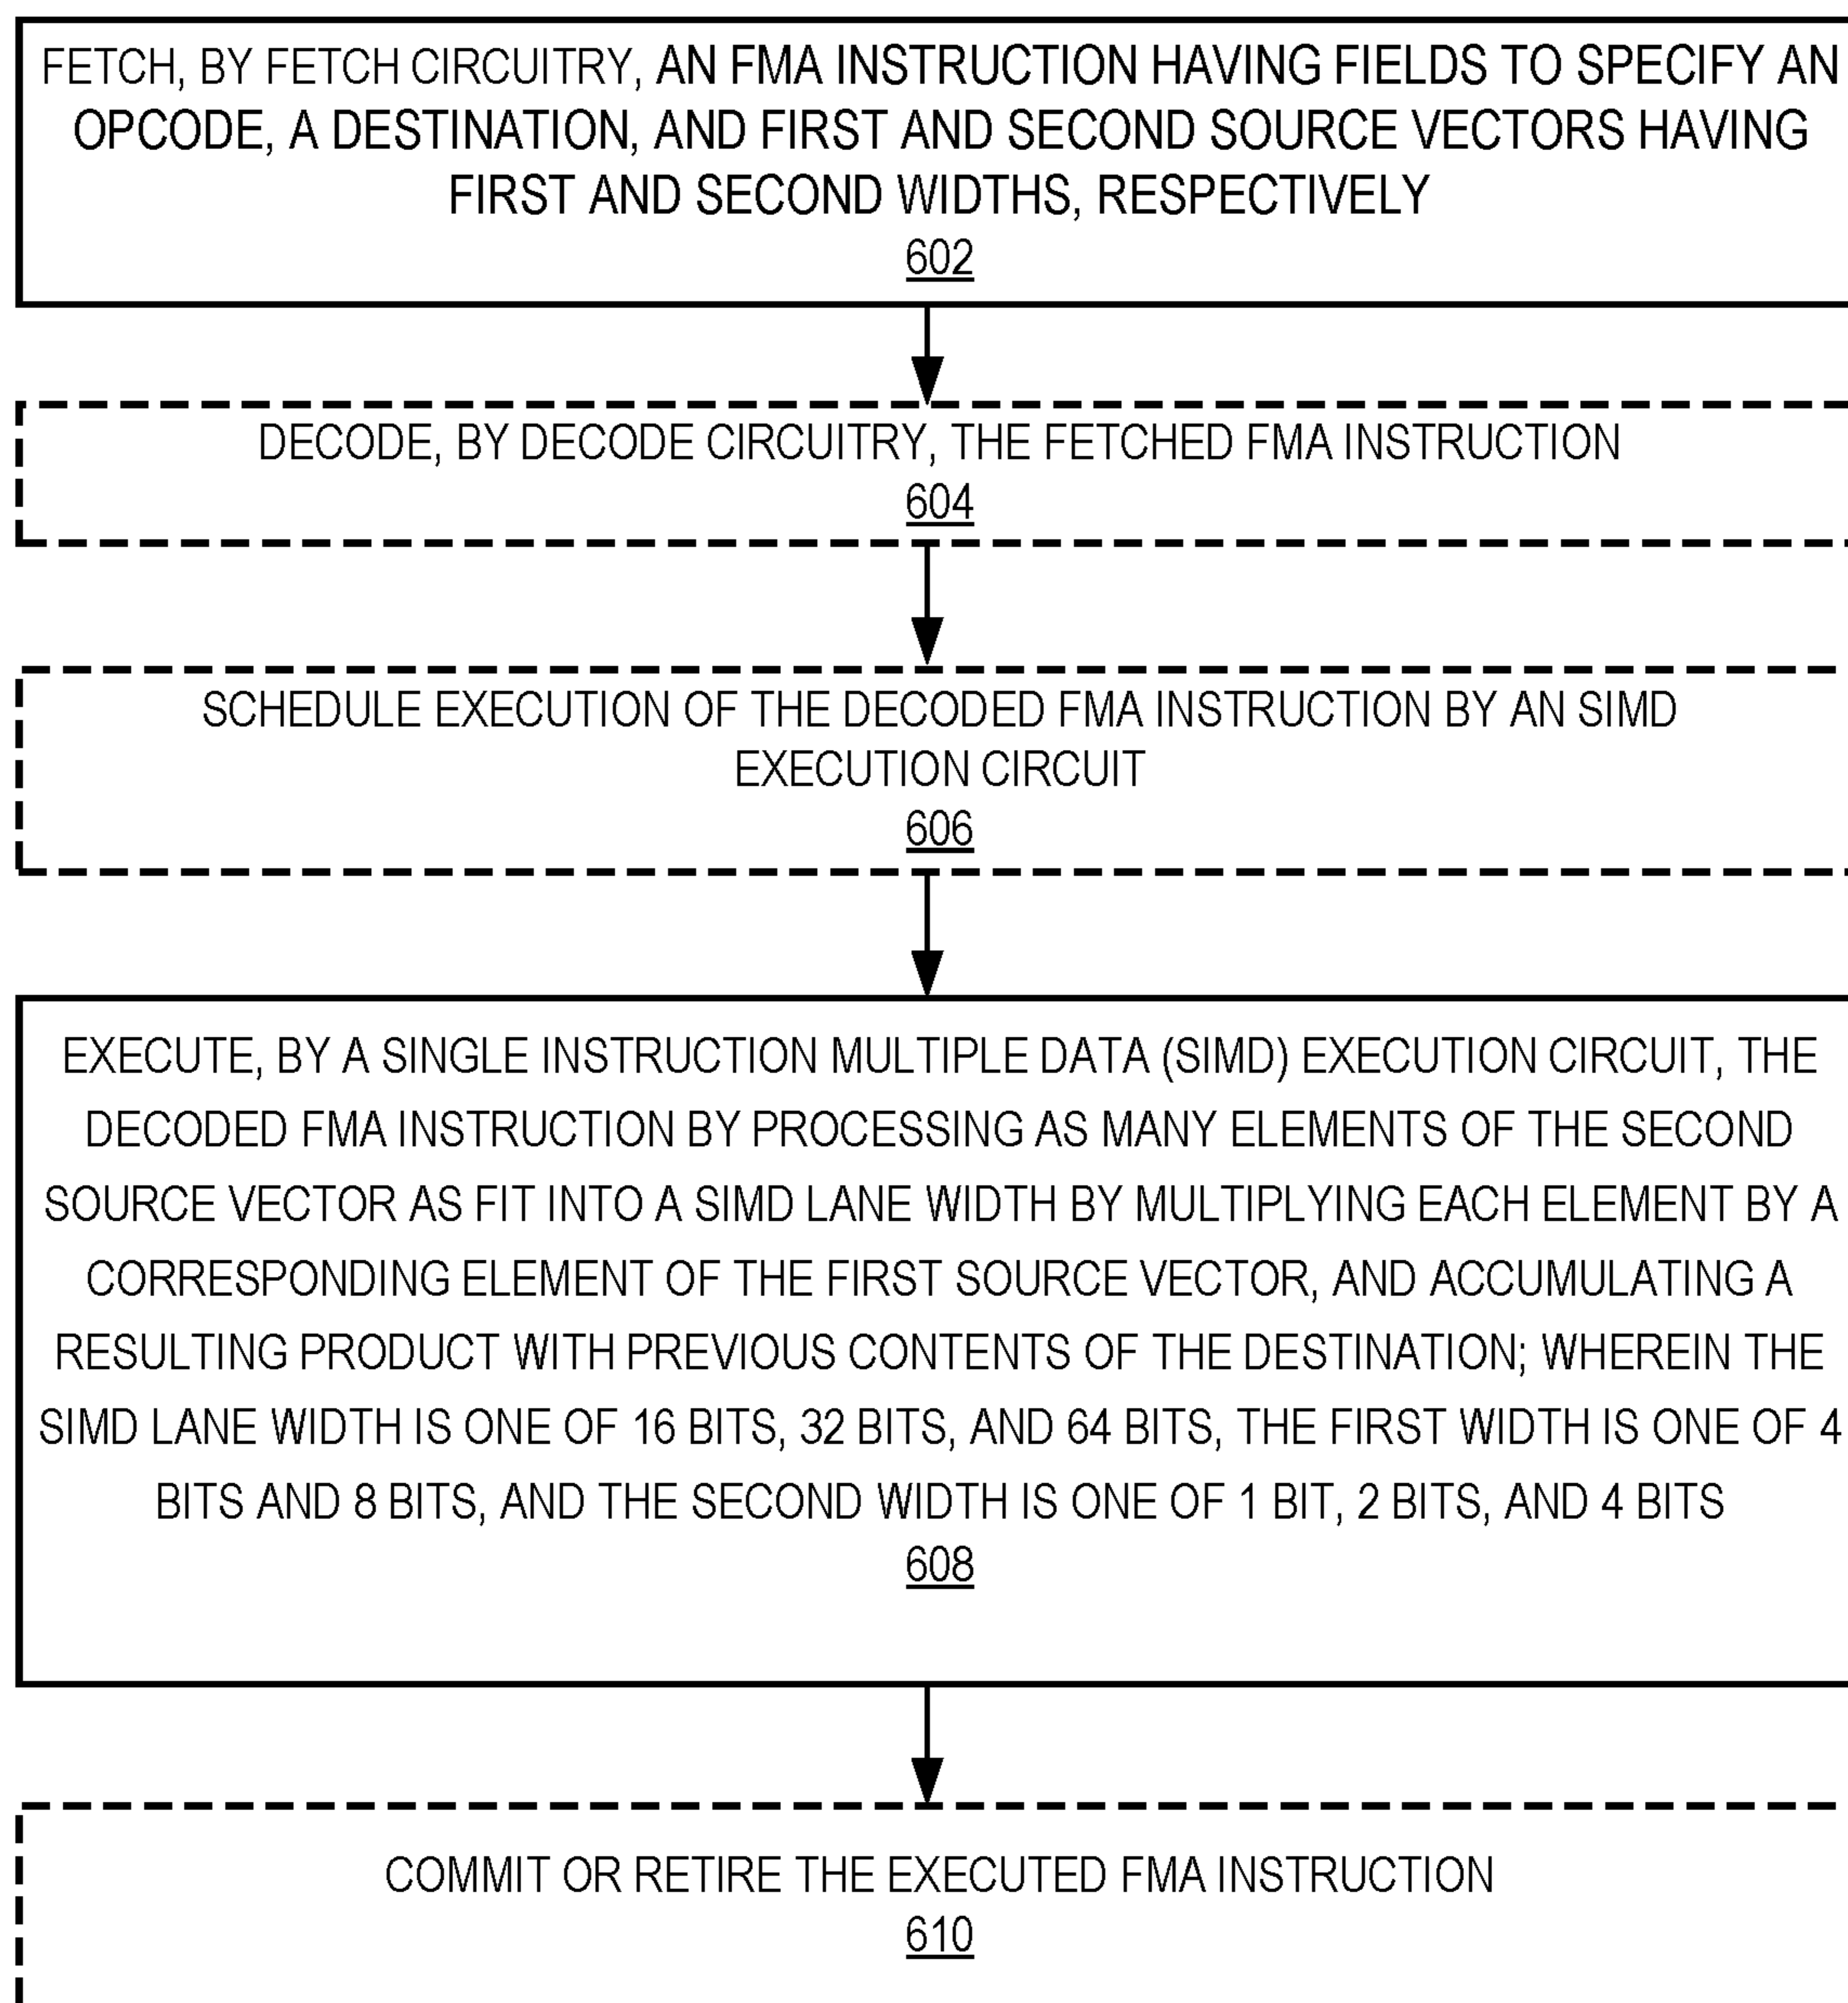 FETCH, BY FETCH CIRCUITRY, AN FMA INSTRUCTION HAVING FIELDS TO SPECIFY AN
OPCODE, A DESTINATION, AND FIRST AND SECOND SOURCE VECTORS HAVING
FIRST AND SECOND WIDTHS, RESPECTIVELY
602
DECODE, BY DECODE CIRCUITRY, THE FETCHED FMA INSTRUCTION
604
SCHEDULE EXECUTION OF THE DECODED FMA INSTRUCTION BY AN SIMD
EXECUTION CIRCUIT
606
EXECUTE, BY A SINGLE INSTRUCTION MULTIPLE DATA (SIMD) EXECUTION CIRCUIT, THE
DECODED FMA INSTRUCTION BY PROCESSING AS MANY ELEMENTS OF THE SECOND
SOURCE VECTOR AS FIT INTO A SIMD LANE WIDTH BY MULTIPLYING EACH ELEMENT BY A
CORRESPONDING ELEMENT OF THE FIRST SOURCE VECTOR, AND ACCUMULATING A
RESULTING PRODUCT WITH PREVIOUS CONTENTS OF THE DESTINATION; WHEREIN THE
SIMD LANE WIDTH IS ONE OF 16 BITS, 32 BITS, AND 64 BITS, THE FIRST WIDTH IS ONE OF 4
BITS AND 8 BITS, AND THE SECOND WIDTH IS ONE OF 1 BIT, 2 BITS, AND 4 BITS
608
COMMIT OR RETIRE THE EXECUTED FMA INSTRUCTION
610